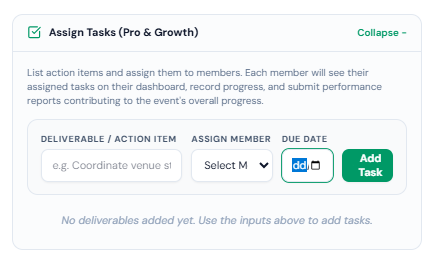 Assign Tasks (Pro & Growth)
Collapse -
List action items and assign them to members. Each member will see their
assigned tasks on their dashboard, record progress, and submit performance
reports contributing to the event's overall progress.
DELIVERABLE / ACTION ITEM
ASSIGN MEMBER
DUE DATE
e.g. Coordinate venue st
Select M
dd
Add
Task
No deliverables added yet. Use the inputs above to add tasks.